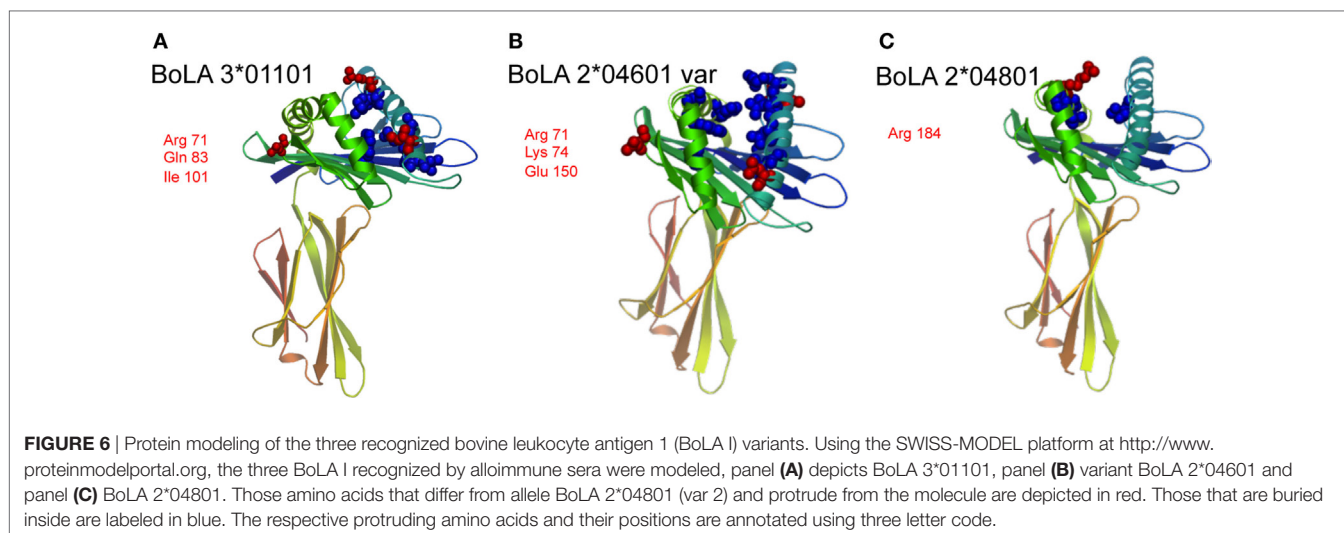 A
BoLA 3*01101
Arg 71
Gln 83
Ile 101
B
BoLA 2*04601 var
Arg 71
Lys 74
Glu 150
C
BoLA 2*04801
Arg 184
FIGURE 6 | Protein modeling of the three recognized bovine leukocyte antigen 1 (BoLA I) variants. Using the SWISS-MODEL platform at http://www.
proteinmodelportal.org, the three BoLA I recognized by alloimmune sera were modeled, panel (A) depicts BoLA 3*01101, panel (B) variant BoLA 2*04601 and
panel (C) BoLA 2*04801. Those amino acids that differ from allele BoLA 2*04801 (var 2) and protrude from the molecule are depicted in red. Those that are buried
inside are labeled in blue. The respective protruding amino acids and their positions are annotated using three letter code.